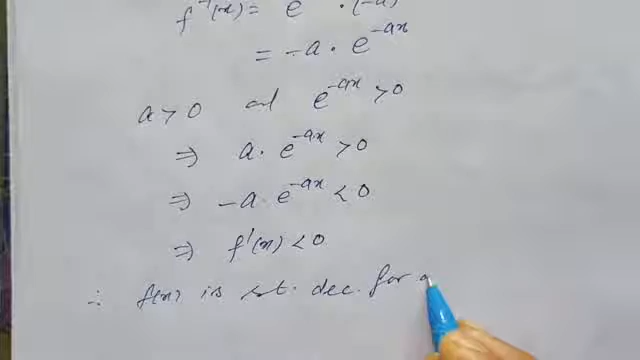 f'(x) = e · (-a)
= -a · e^{-ax}
a > 0 and e^{-ax} > 0
⇒ a · e^{-ax} > 0
⇒ -a · e^{-ax} < 0
⇒ f'(x) < 0
∴ f(x) is st. dec. for